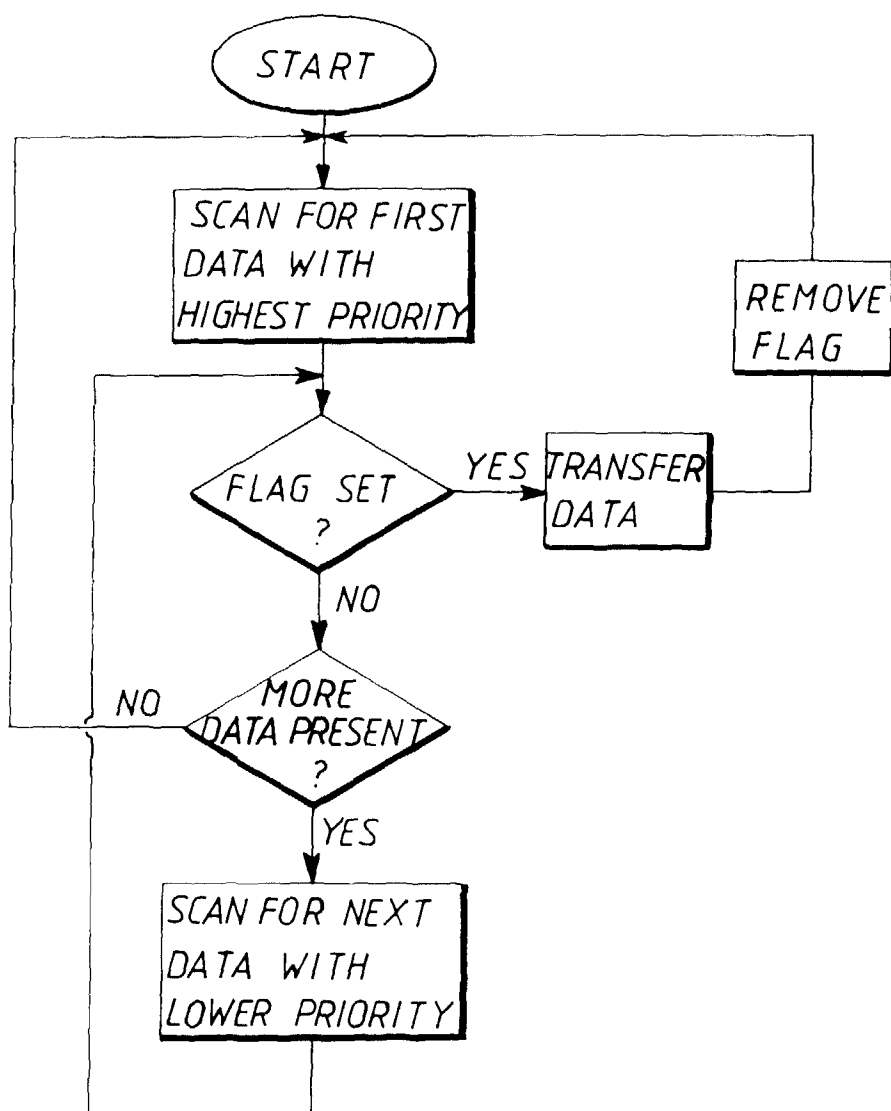 START
SCAN FOR FIRST
DATA WITH
HIGHEST PRIORITY
REMOVE
FLAG
FLAG SET
?
YES
TRANSFER
DATA
NO
MORE
DATA PRESENT
?
NO
YES
SCAN FOR NEXT
DATA WITH
LOWER PRIORITY